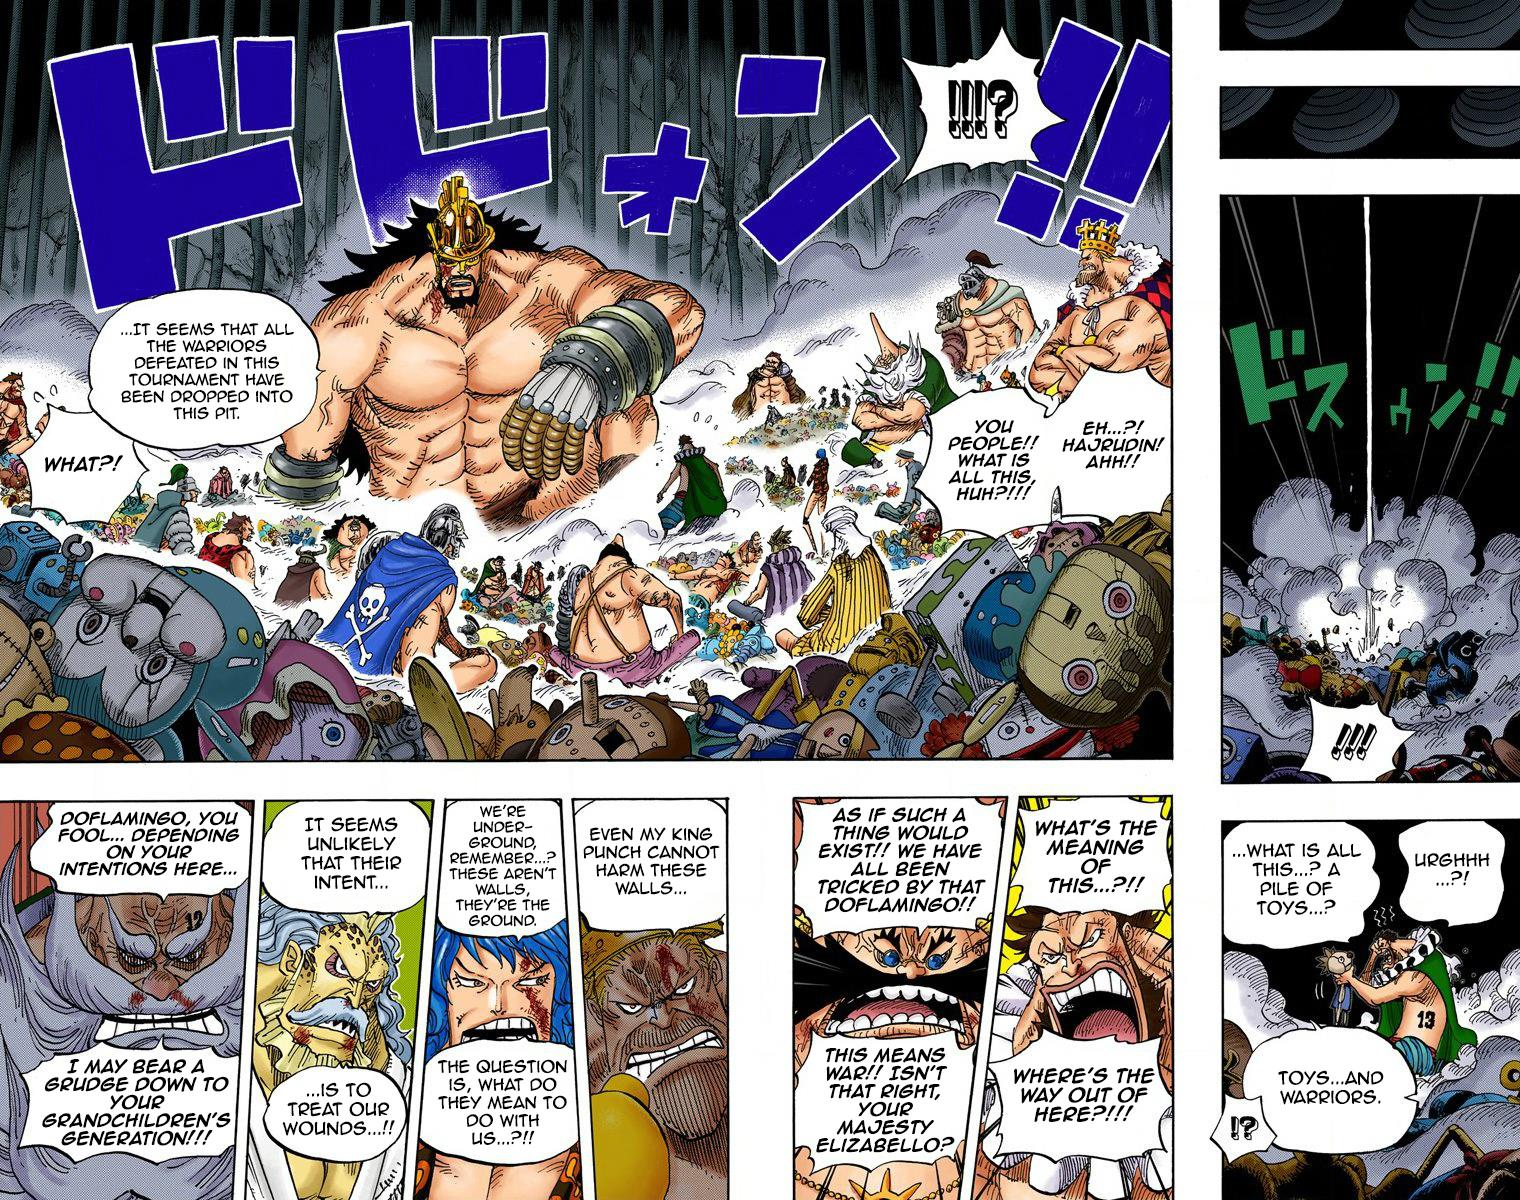 ドスゥン!!
!!!
...WHAT IS ALL
THIS...? A
PILE OF
TOYS...?
URGHHH
...?!
13
TOYS...AND
WARRIORS.
!?
ドドォン!!
!!!?
EH...?!
HAJRUDIN!
AHH!!
YOU
PEOPLE!!
WHAT IS
ALL THIS,
HUH?!!!
...IT SEEMS THAT ALL
THE WARRIORS
DEFEATED IN THIS
TOURNAMENT HAVE
BEEN DROPPED INTO
THIS PIT.
WHAT?!
WHAT'S THE
MEANING
OF
THIS...?!!
WHERE'S THE
WAY OUT OF
HERE?!!!
AS IF SUCH A
THING WOULD
EXIST!! WE HAVE
ALL BEEN
TRICKED BY THAT
DOFLAMINGO!!
THIS MEANS
WAR!! ISN'T
THAT RIGHT,
YOUR
MAJESTY
ELIZABELLO?
EVEN MY KING
PUNCH CANNOT
HARM THESE
WALLS...
WE'RE
UNDER-
GROUND,
REMEMBER...?
THESE AREN'T
WALLS,
THEY'RE THE
GROUND.
THE QUESTION
IS, WHAT DO
THEY MEAN TO
DO WITH
US...?!!
IT SEEMS
UNLIKELY
THAT THEIR
INTENT...
...IS TO
TREAT OUR
WOUNDS...!!
DOFLAMINGO, YOU
FOOL... DEPENDING
ON YOUR
INTENTIONS HERE...
12
I MAY BEAR A
GRUDGE DOWN TO
YOUR
GRANDCHILDREN'S
GENERATION!!!